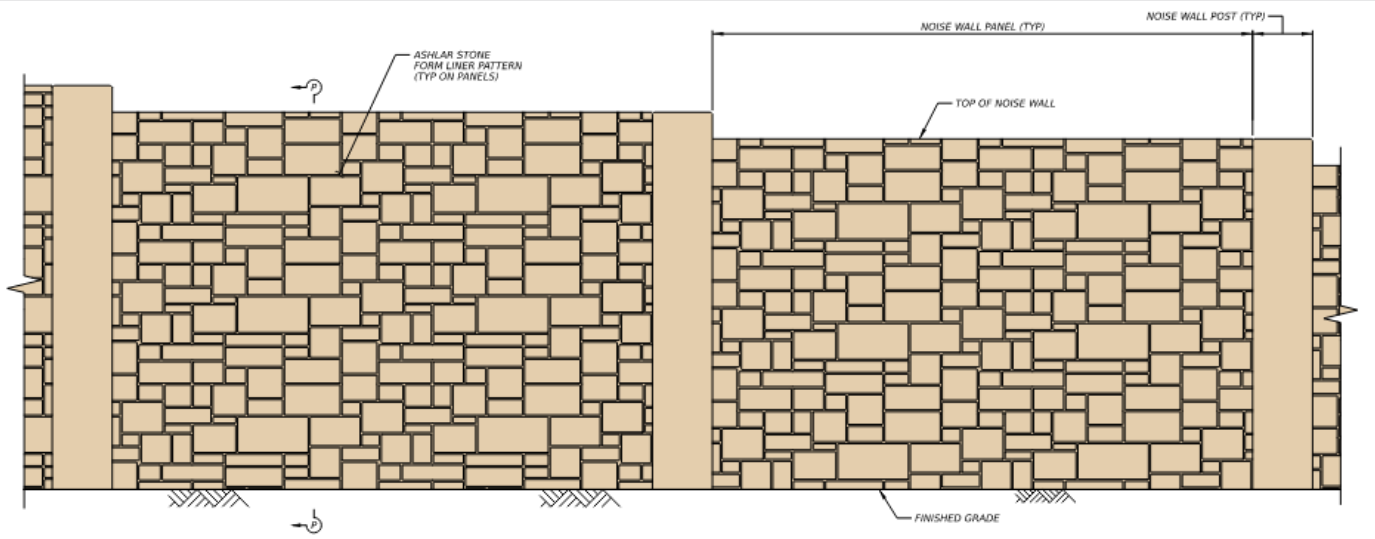 NOISE WALL POST (TYP)
NOISE WALL PANEL (TYP)
ASHLAR STONE
FORM LINER PATTERN
(TYP ON PANELS)
P
TOP OF NOISE WALL
FINISHED GRADE
P